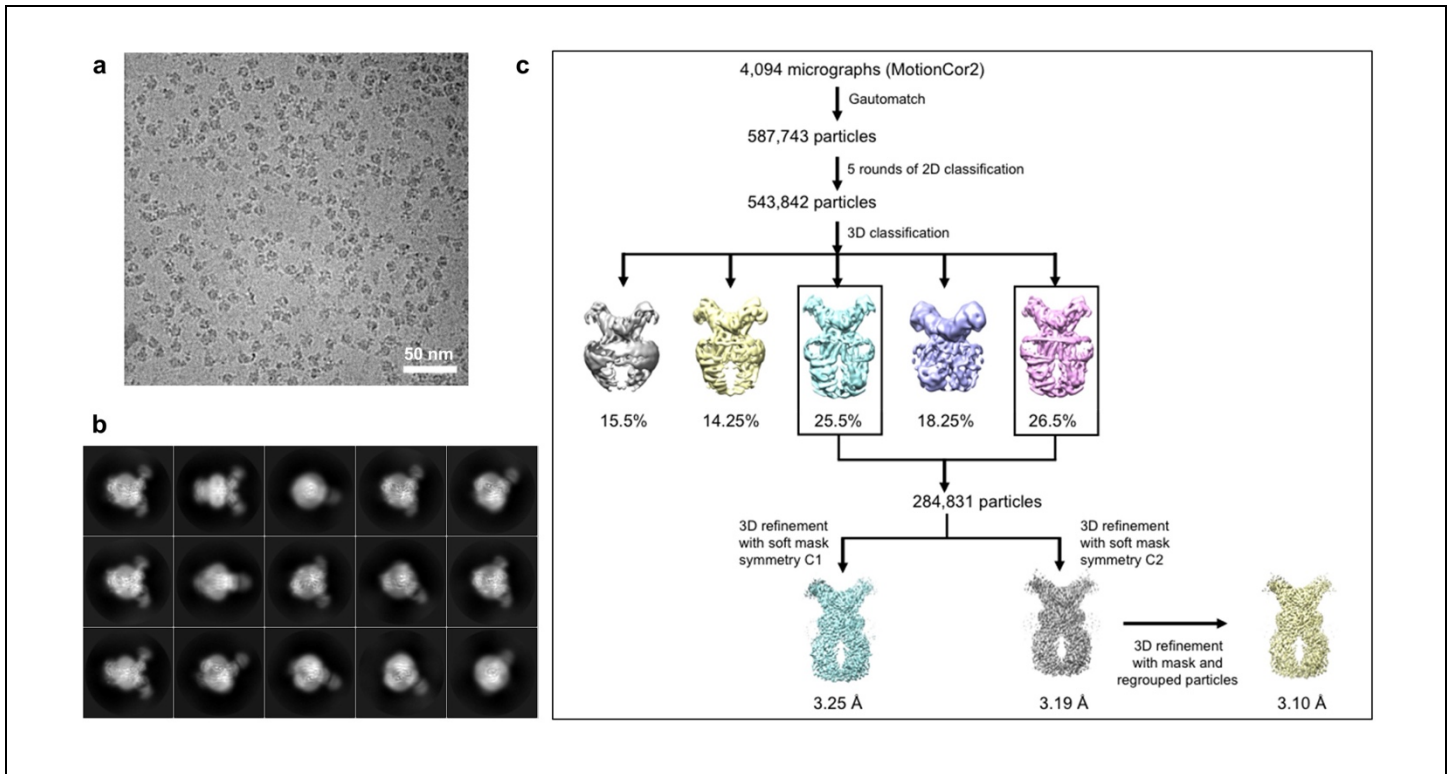 a
50 nm
b
c
4,094 micrographs (MotionCor2)
Gautomatch
587,743 particles
5 rounds of 2D classification
543,842 particles
3D classification
15.5%
14.25%
25.5%
18.25%
26.5%
284,831 particles
3D refinement
with soft mask
symmetry C1
3D refinement
with soft mask
symmetry C2
3D refinement
with mask and
regrouped particles
3.25 Å
3.19 Å
3.10 Å